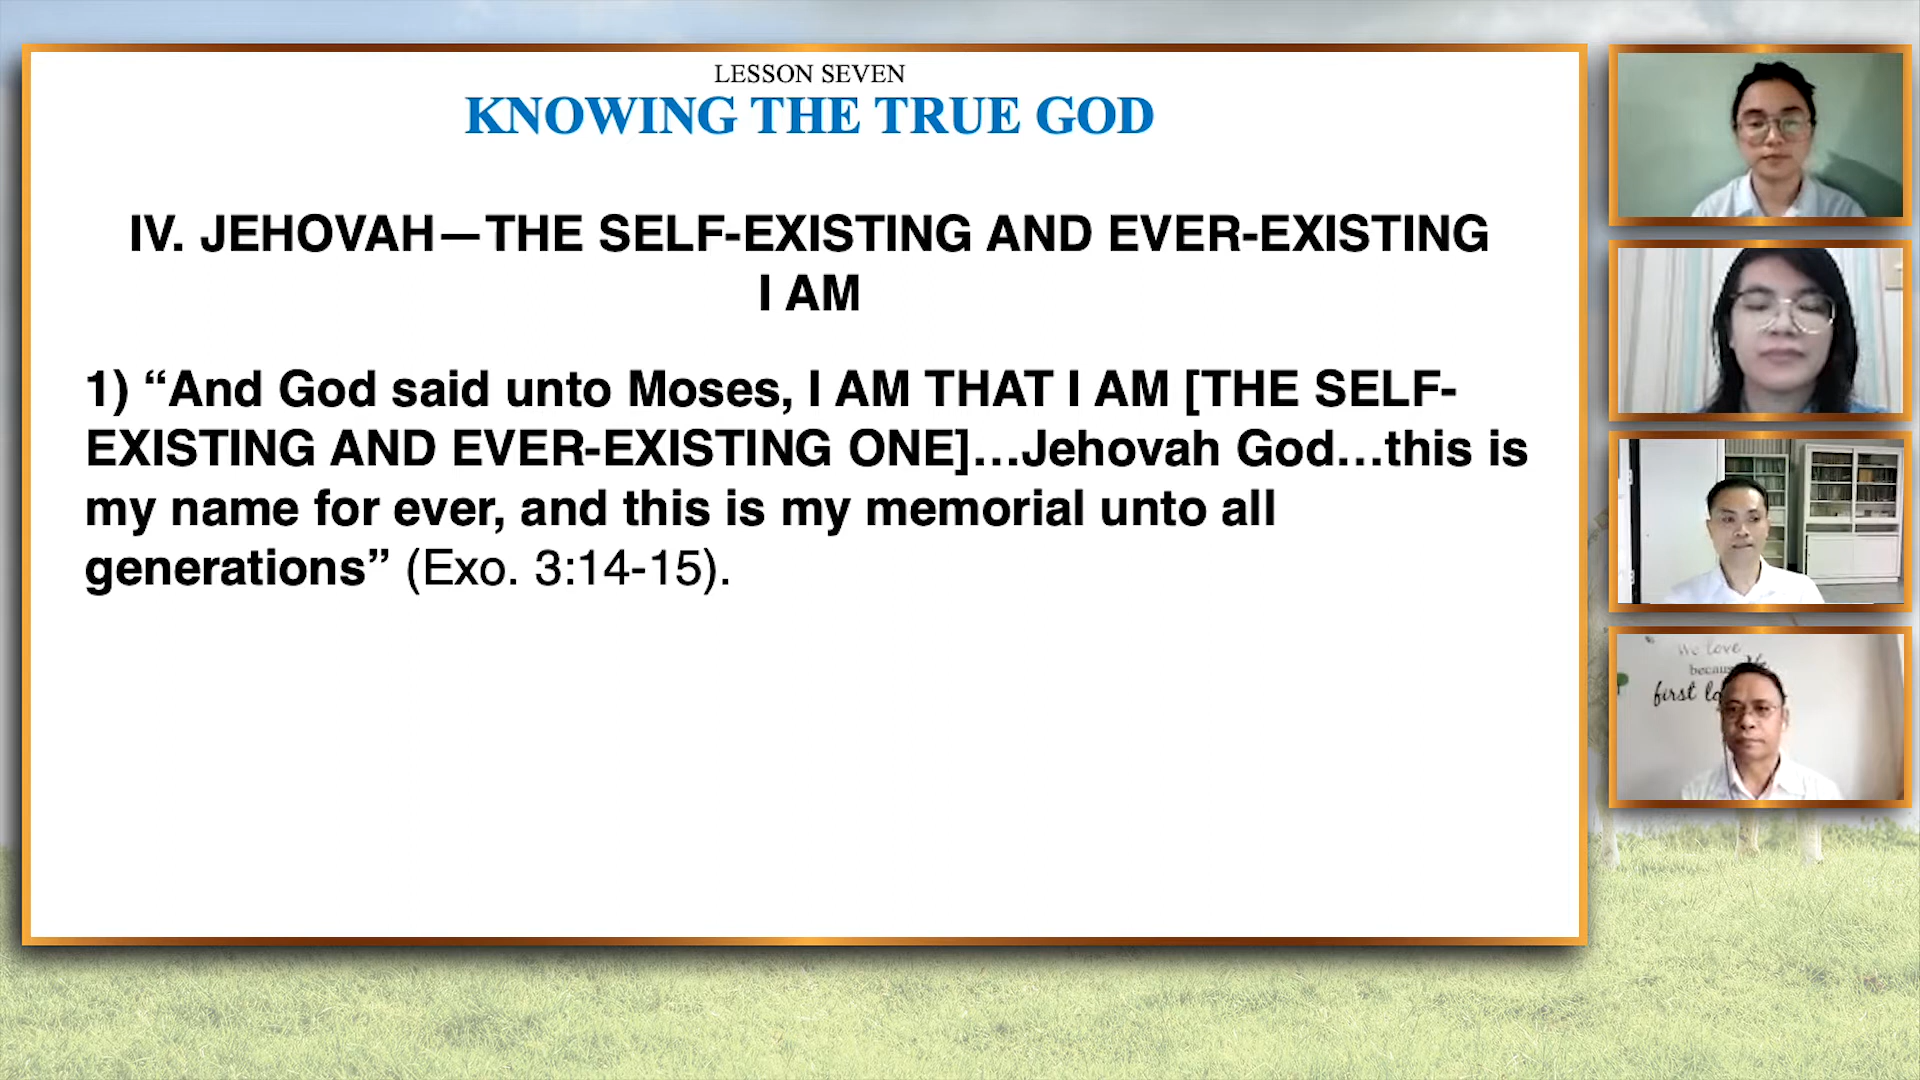 LESSON SEVEN
KNOWING THE TRUE GOD
IV. JEHOVAH—THE SELF-EXISTING AND EVER-EXISTING
I AM
1) “And God said unto Moses, I AM THAT I AM [THE SELF-
EXISTING AND EVER-EXISTING ONE]…Jehovah God…this is
my name for ever, and this is my memorial unto all
generations” (Exo. 3:14-15).
We love
first